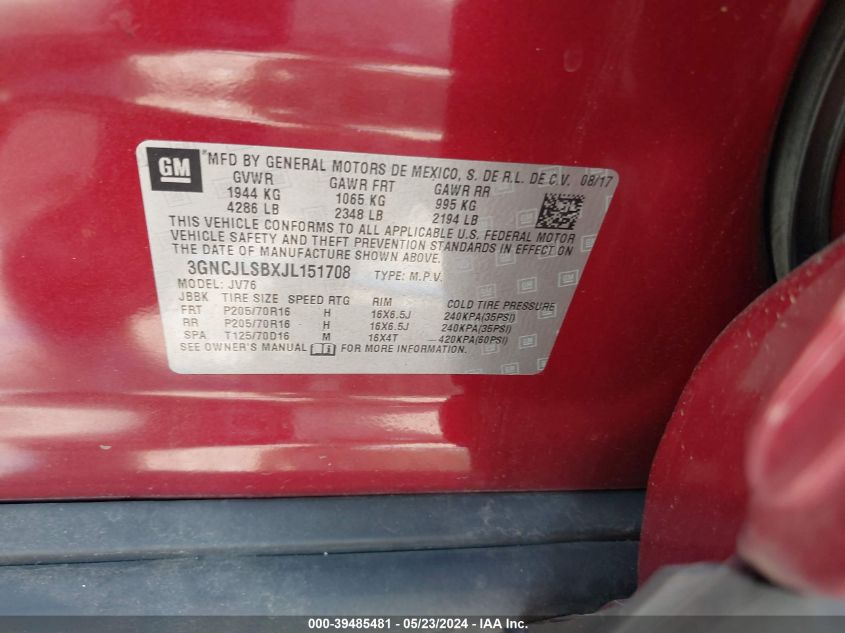 GM
*MFD BY GENERAL MOTORS DE MEXICO, S. DE R.L. DE C.V. 08/17
GVWR GAWR FRT GAWR RR
1944 KG 1065 KG 995 KG
4286 LB 2348 LB 2194 LB
THIS VEHICLE CONFORMS TO ALL APPLICABLE U.S. FEDERAL MOTOR
VEHICLE SAFETY AND THEFT PREVENTION STANDARDS IN EFFECT ON
THE DATE OF MANUFACTURE SHOWN ABOVE.
3GNCJLSBXJL151708 TYPE: M.P.V.
MODEL: JV76
JBBK TIRE SIZE SPEED RTG RIM COLD TIRE PRESSURE
FRT P205/70R16 H 16X6.5J 240KPA(35PSI)
RR P205/70R16 H 16X6.5J 240KPA(35PSI)
SPA T125/70D16 M 16X4T 420KPA(60PSI)
SEE OWNER'S MANUAL FOR MORE INFORMATION.
000-39485481 - 05/23/2024 - IAA Inc.